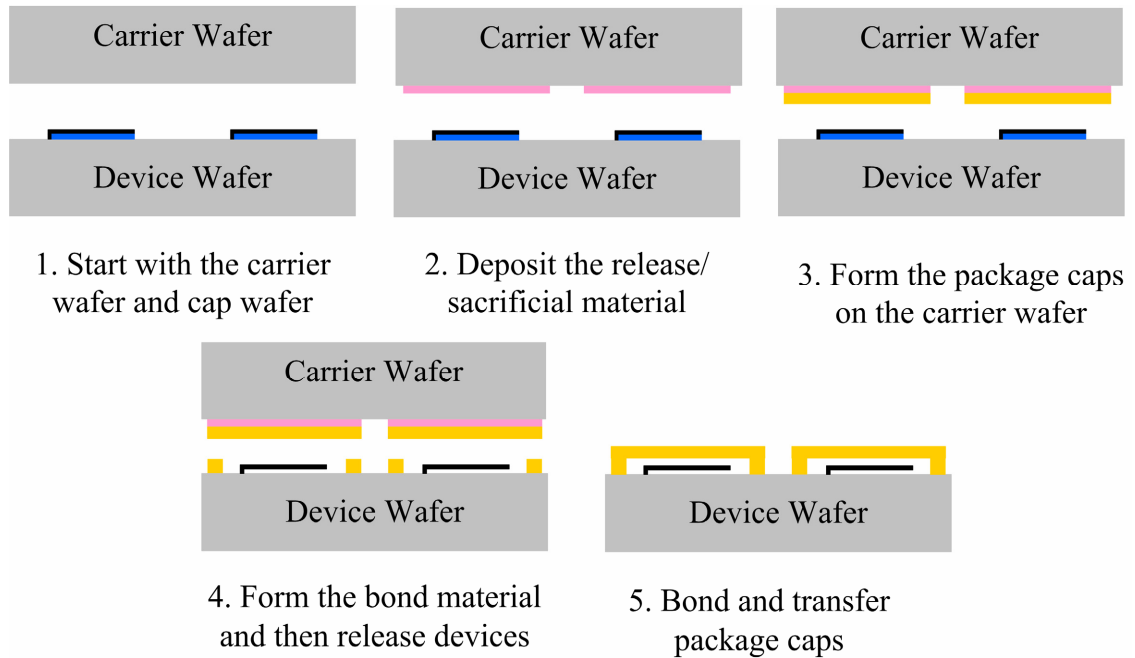 Carrier Wafer
Device Wafer
1. Start with the carrier
wafer and cap wafer
Carrier Wafer
Device Wafer
2. Deposit the release/
sacrificial material
Carrier Wafer
Device Wafer
3. Form the package caps
on the carrier wafer
Carrier Wafer
Device Wafer
4. Form the bond material
and then release devices
Device Wafer
5. Bond and transfer
package caps